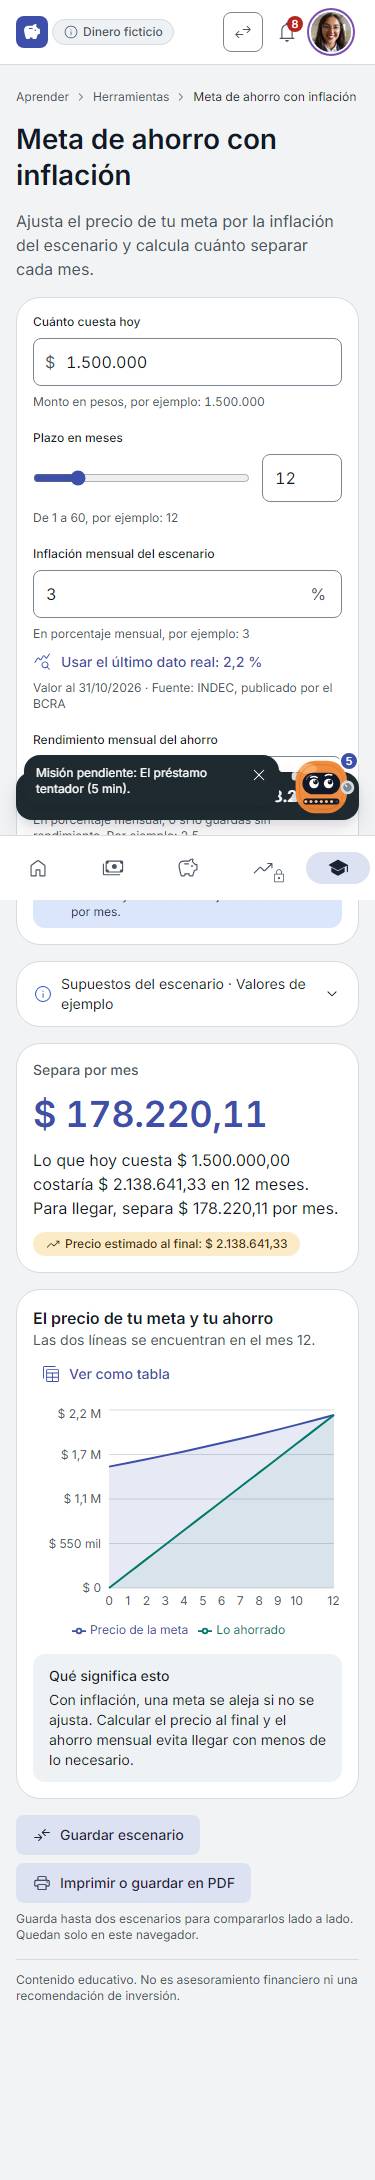 Dinero ficticio
8
Aprender > Herramientas > Meta de ahorro con inflación
Meta de ahorro con
inflación
Ajusta el precio de tu meta por la inflación
del escenario y calcula cuánto separar
cada mes.
Cuánto cuesta hoy
$ 1.500.000
Monto en pesos, por ejemplo: 1.500.000
Plazo en meses
12
De 1 a 60, por ejemplo: 12
Inflación mensual del escenario
3 %
En porcentaje mensual, por ejemplo: 3
Usar el último dato real: 2,2 %
Valor al 31/10/2026 · Fuente: INDEC, publicado por el
BCRA
Rendimiento mensual del ahorro
Misión pendiente: El préstamo
tentador (5 min).
5
por mes.
Supuestos del escenario · Valores de
ejemplo
Separa por mes
$ 178.220,11
Lo que hoy cuesta $ 1.500.000,00
costaría $ 2.138.641,33 en 12 meses.
Para llegar, separa $ 178.220,11 por mes.
Precio estimado al final: $ 2.138.641,33
El precio de tu meta y tu ahorro
Las dos líneas se encuentran en el mes 12.
Ver como tabla
$ 2,2 M
$ 1,7 M
$ 1,1 M
$ 550 mil
$ 0
0 1 2 3 4 5 6 7 8 9 10 12
Precio de la meta Lo ahorrado
Qué significa esto
Con inflación, una meta se aleja si no se
ajusta. Calcular el precio al final y el
ahorro mensual evita llegar con menos de
lo necesario.
Guardar escenario
Imprimir o guardar en PDF
Guarda hasta dos escenarios para compararlos lado a lado.
Quedan solo en este navegador.
Contenido educativo. No es asesoramiento financiero ni una
recomendación de inversión.